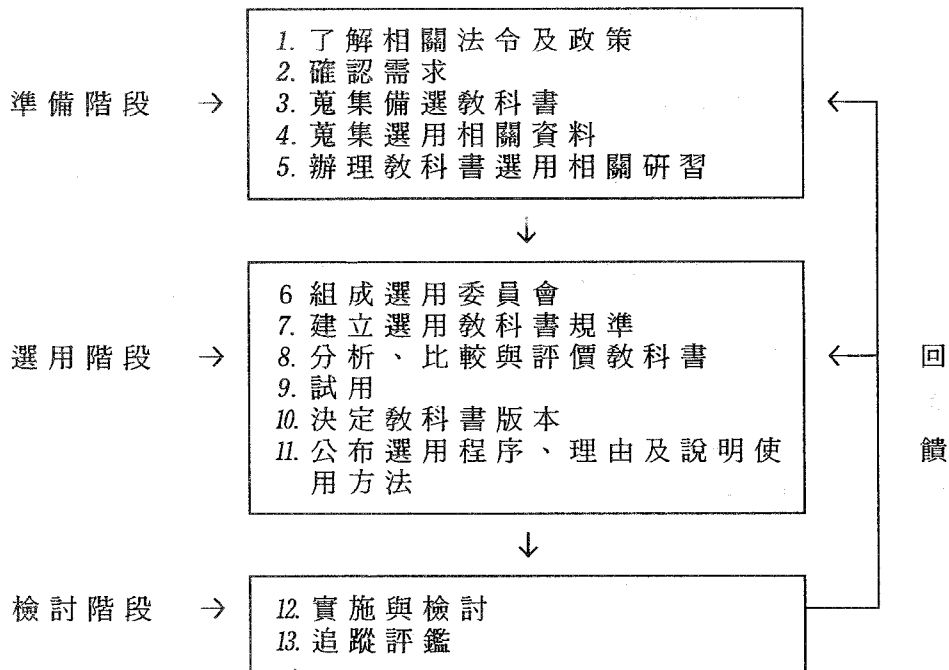 1. 了解相關法令及政策
2. 確認需求
準備階段 → 3. 蒐集備選教科書
4. 蒐集選用相關資料
5. 辦理教科書選用相關研習
↓
6 組成選用委員會
7. 建立選用教科書規準
選用階段 → 8. 分析、比較與評價教科書 回
9. 試用
10. 決定教科書版本
11. 公布選用程序、理由及說明使 饋
用方法
↓
檢討階段 → 12. 實施與檢討
13. 追蹤評鑑